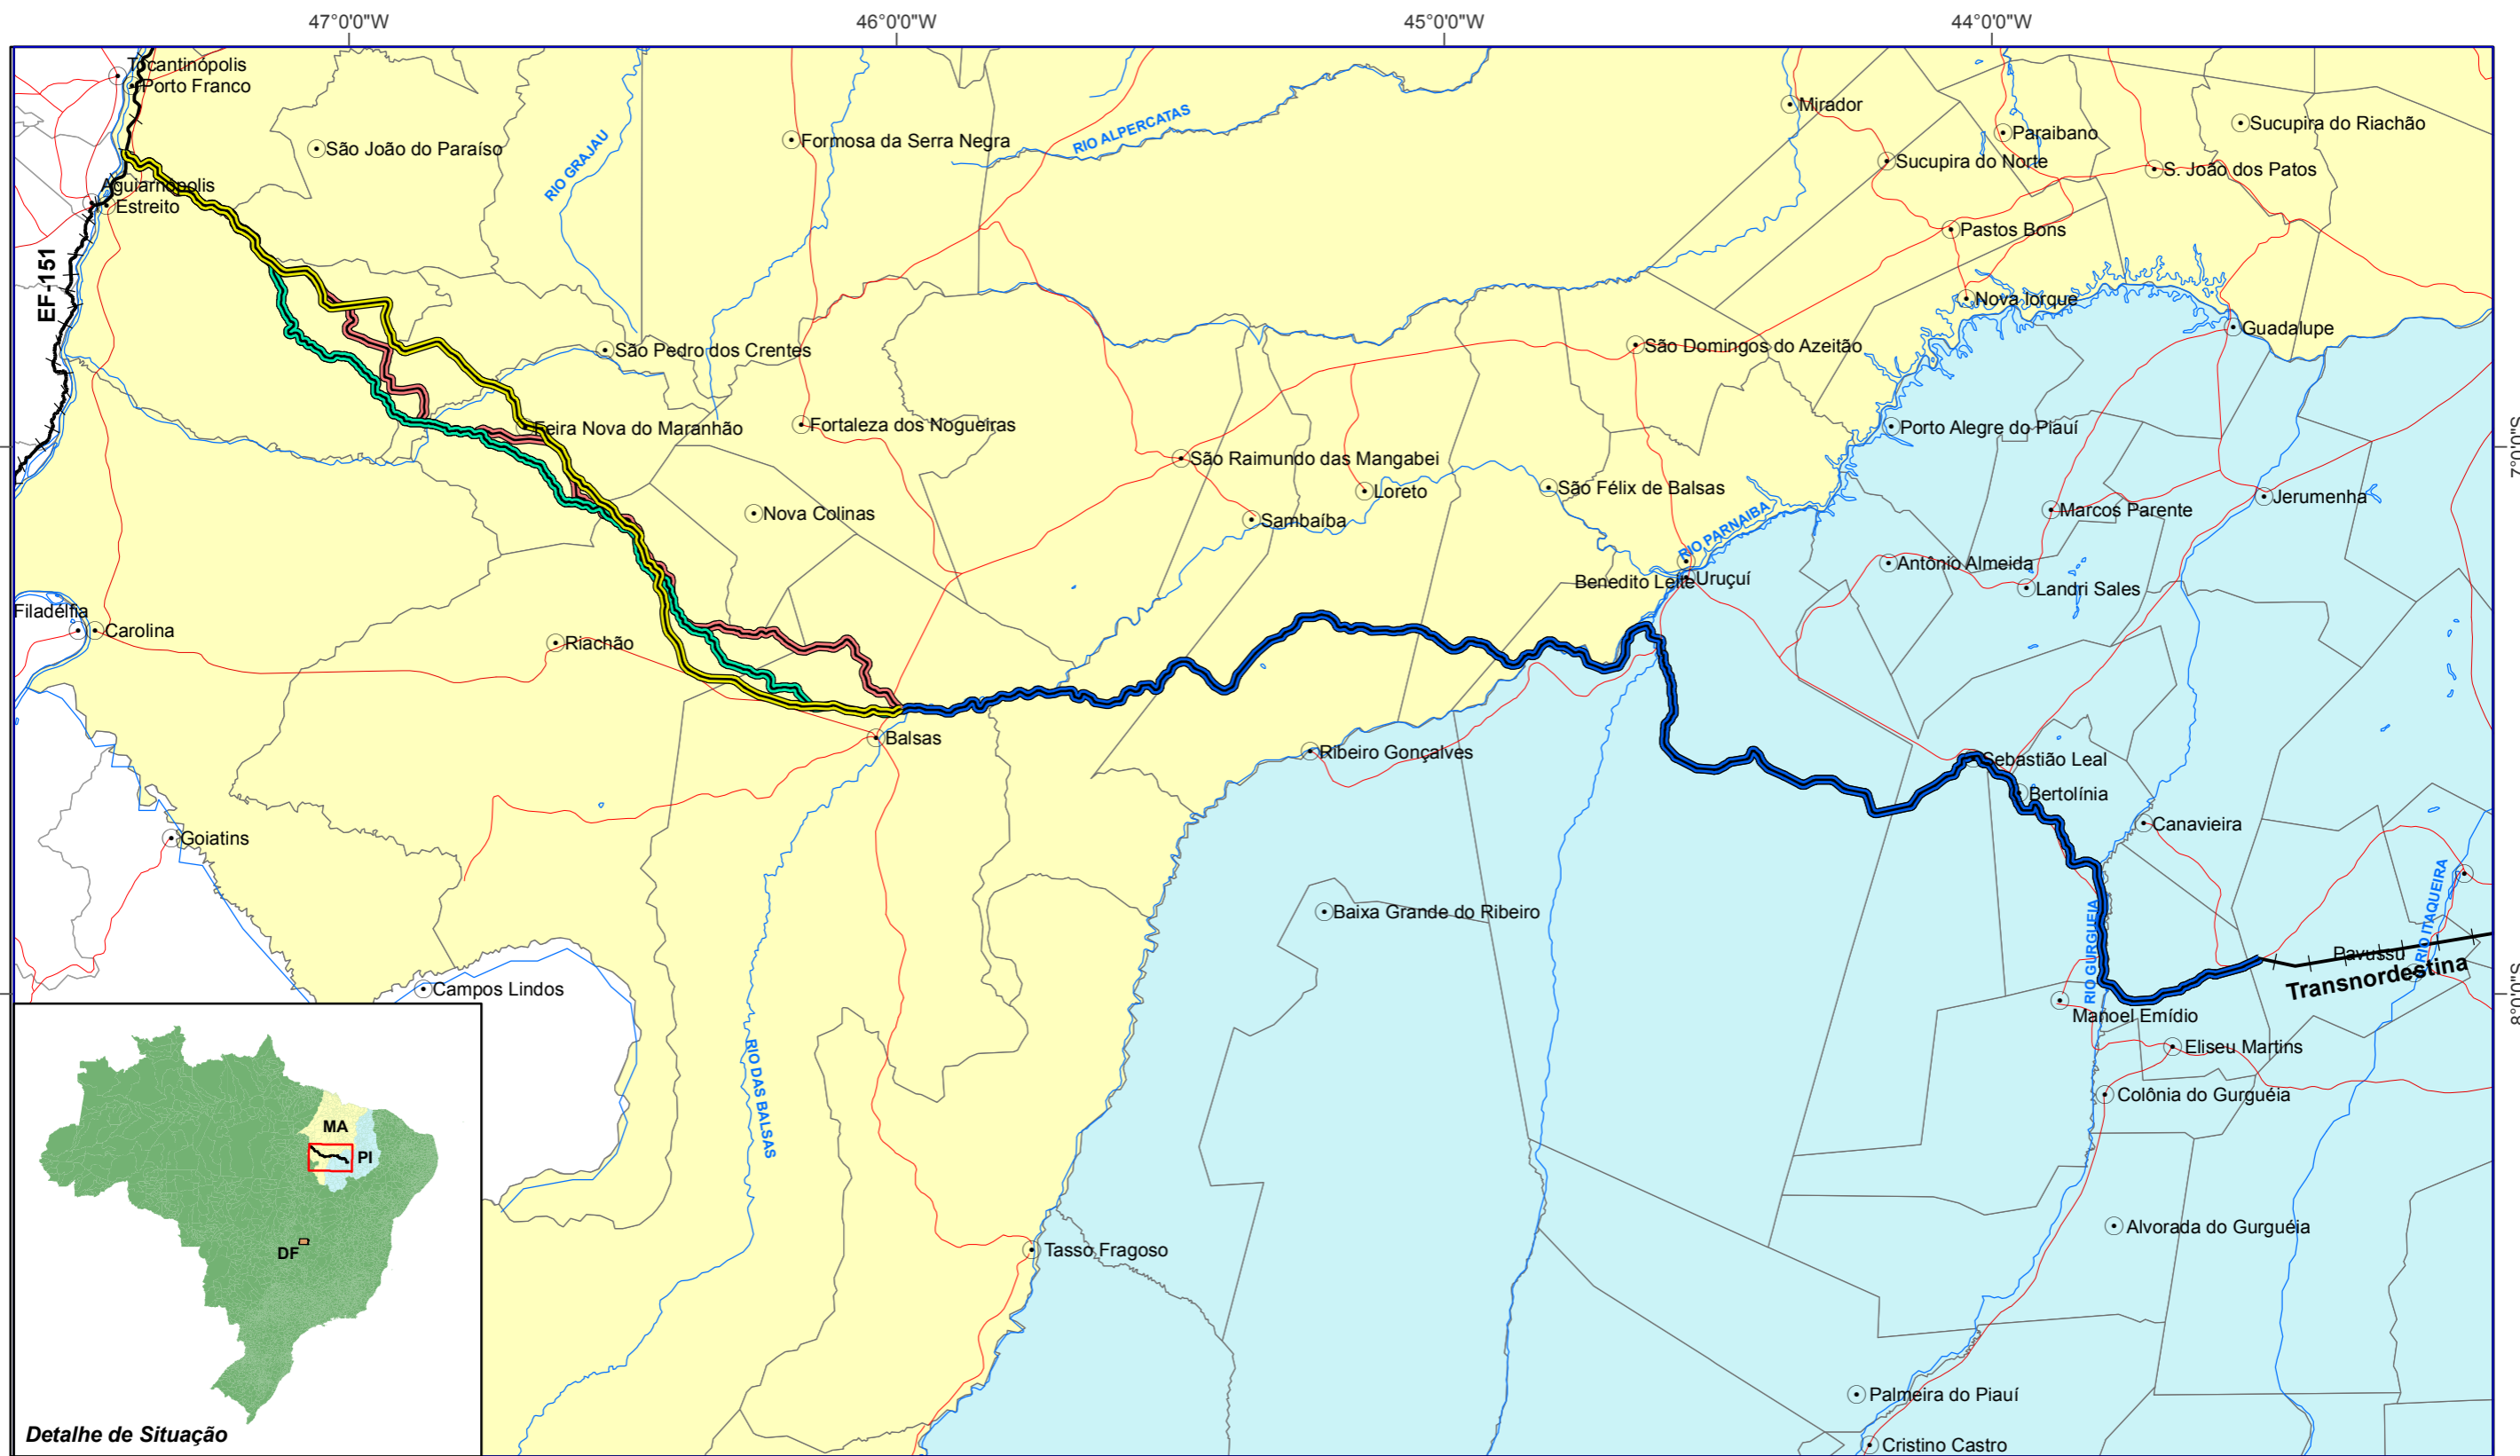 47°0'0"W
46°0'0"W
45°0'0"W
44°0'0"W
Tocantinópolis
Porto Franco
São João do Paraíso
RIO GRAJAU
Formosa da Serra Negra
RIO ALPERCATAS
Mirador
Paraibano
Sucupira do Riachão
Sucupira do Norte
S. João dos Patos
Aguiarnópolis
Estreito
Pastos Bons
EF-151
Nova Iorque
Guadalupe
São Pedro dos Crentes
São Domingos do Azeitão
Feira Nova do Maranhão
Fortaleza dos Nogueiras
Porto Alegre do Piauí
7°0'0"S
São Raimundo das Mangabei
Loreto
São Félix de Balsas
Jerumenha
Nova Colinas
Sambaíba
Marcos Parente
RIO PARNAIBA
Antônio Almeida
Benedito Leite
Uruçuí
Landri Sales
Filadélfia
Carolina
Riachão
Balsas
Ribeiro Gonçalves
Sebastião Leal
Bertolínia
Canavieira
Goiatins
Baixa Grande do Ribeiro
RIO ITAQUEIRA
RIO GURGUEIA
Pavussu
Transnordestina
Campos Lindos
8°0'0"S
Manoel Emídio
Eliseu Martins
RIO DAS BALSAS
Colônia do Gurguéia
MA
PI
Alvorada do Gurguéia
DF
Tasso Fragoso
Palmeira do Piauí
Detalhe de Situação
Cristino Castro